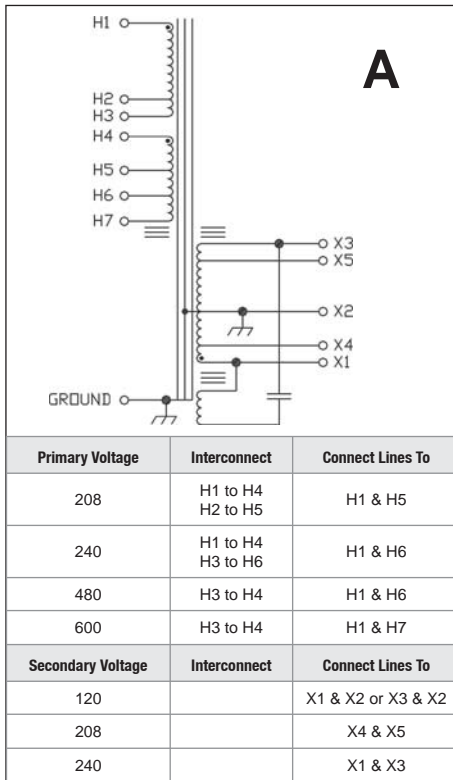 H1
A
H2
H3
H4
H5
H6
H7
X3
X5
X2
X4
X1
GROUND
Primary Voltage Interconnect Connect Lines To
208 H1 to H4 H1 & H5
H2 to H5
240 H1 to H4 H1 & H6
H3 to H6
480 H3 to H4 H1 & H6
600 H3 to H4 H1 & H7
Secondary Voltage Interconnect Connect Lines To
120 X1 & X2 or X3 & X2
208 X4 & X5
240 X1 & X3